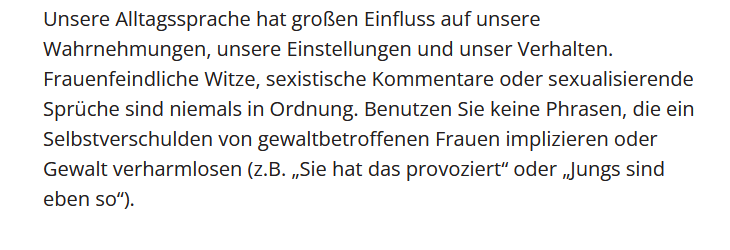 Unsere Alltagssprache hat großen Einfluss auf unsere
Wahrnehmungen, unsere Einstellungen und unser Verhalten.
Frauenfeindliche Witze, sexistische Kommentare oder sexualisierende
Sprüche sind niemals in Ordnung. Benutzen Sie keine Phrasen, die ein
Selbstverschulden von gewaltbetroffenen Frauen implizieren oder
Gewalt verharmlosen (z.B. „Sie hat das provoziert“ oder „Jungs sind
eben so“).